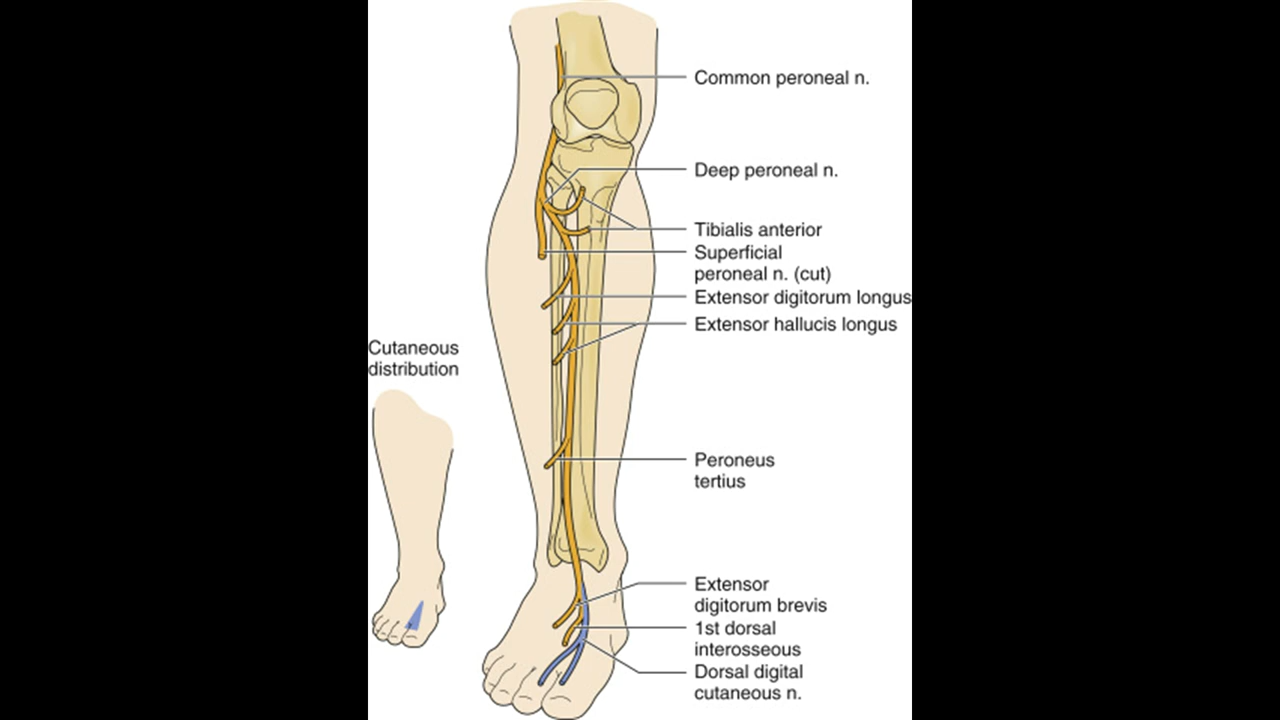 Common peroneal n.
Deep peroneal n.
Tibialis anterior
Superficial
peroneal n. (cut)
Extensor digitorum longus
Extensor hallucis longus
Cutaneous
distribution
Peroneus
tertius
Extensor
digitorum brevis
1st dorsal
interosseous
Dorsal digital
cutaneous n.